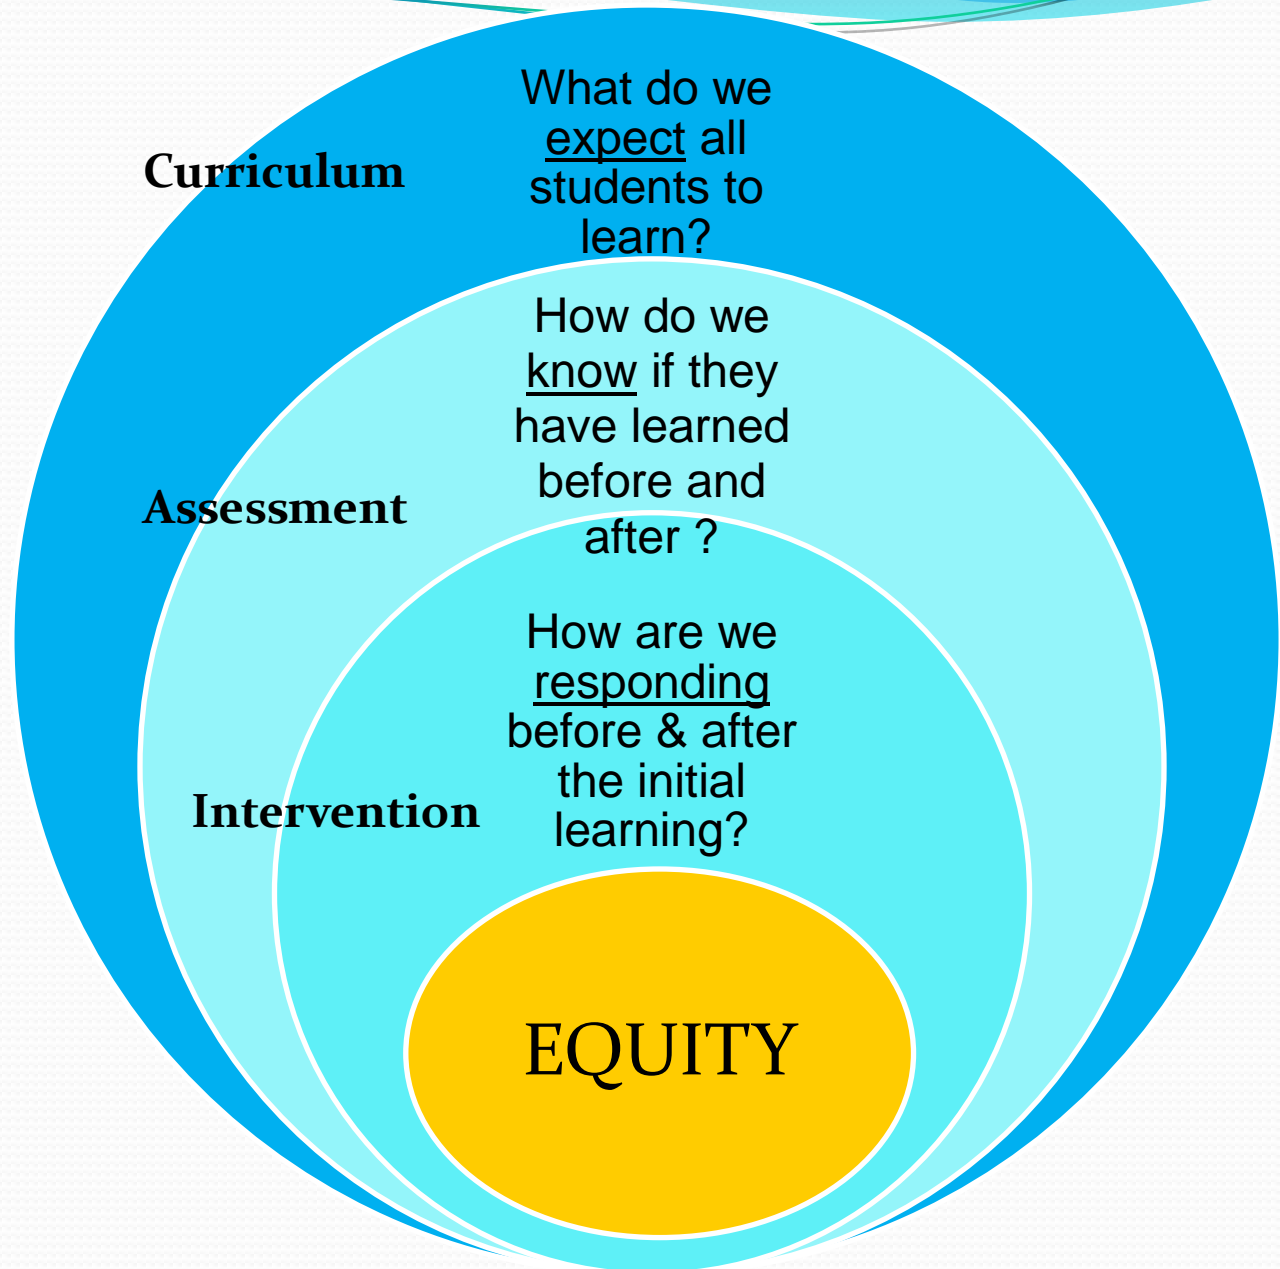 What do we
expect all
students to
learn?
Curriculum
How do we
know if they
have learned
before and
after ?
Assessment
How are we
responding
before & after
the initial
learning?
Intervention
EQUITY